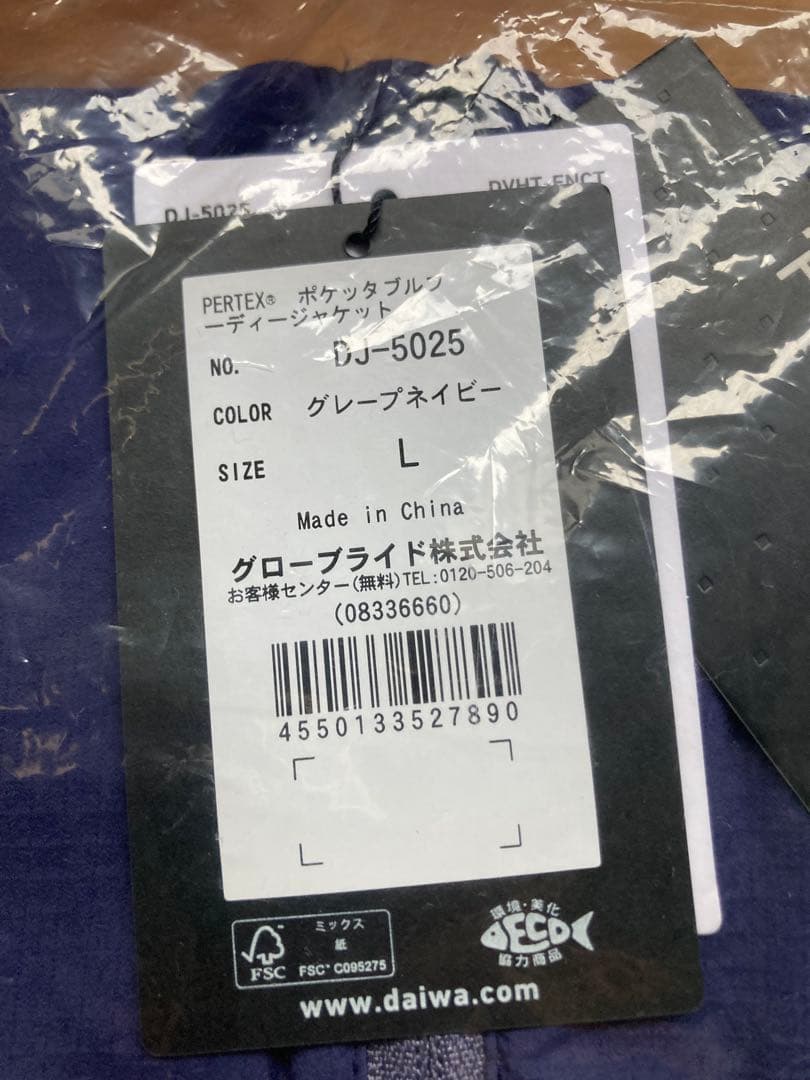 DJ-5025
DVHT FNCT
PERTEX® ポケッタブルフ
ーディージャケット
NO. DJ-5025
COLOR グレープネイビー
SIZE L
Made in China
グローブライド株式会社
お客様センター(無料)TEL:0120-506-204
(08336660)
4550133527890
ミックス
紙
FSC™ C095275
FSC
環境・美化
DECO
協力商品
www.daiwa.com